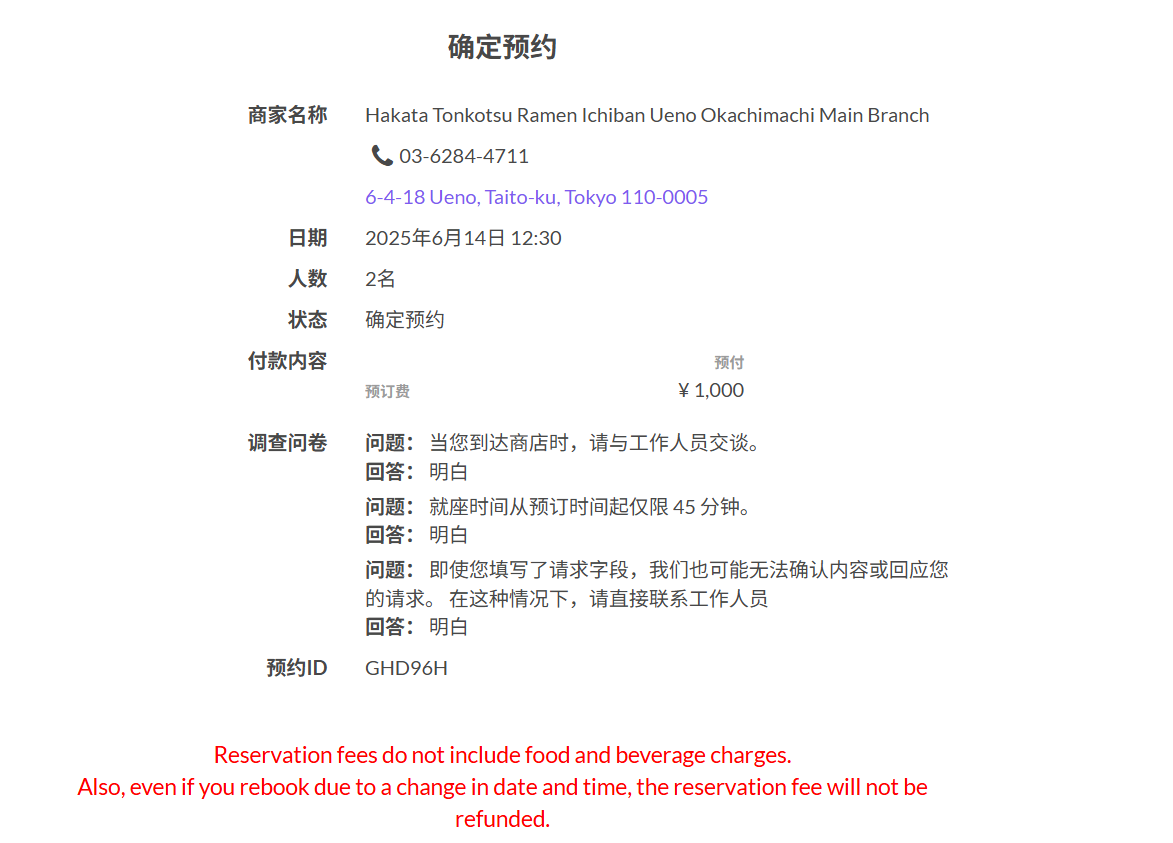 确定预约
商家名称 Hakata Tonkotsu Ramen Ichiban Ueno Okachimachi Main Branch
03-6284-4711
6-4-18 Ueno, Taito-ku, Tokyo 110-0005
日期 2025年6月14日 12:30
人数 2名
状态 确定预约
付款内容 预付
预订费 ¥ 1,000
调查问卷 问题： 当您到达商店时，请与工作人员交谈。
回答： 明白
问题： 就座时间从预订时间起仅限 45 分钟。
回答： 明白
问题： 即使您填写了请求字段，我们也可能无法确认内容或回应您
的请求。 在这种情况下，请直接联系工作人员
回答： 明白
预约ID GHD96H
Reservation fees do not include food and beverage charges.
Also, even if you rebook due to a change in date and time, the reservation fee will not be
refunded.